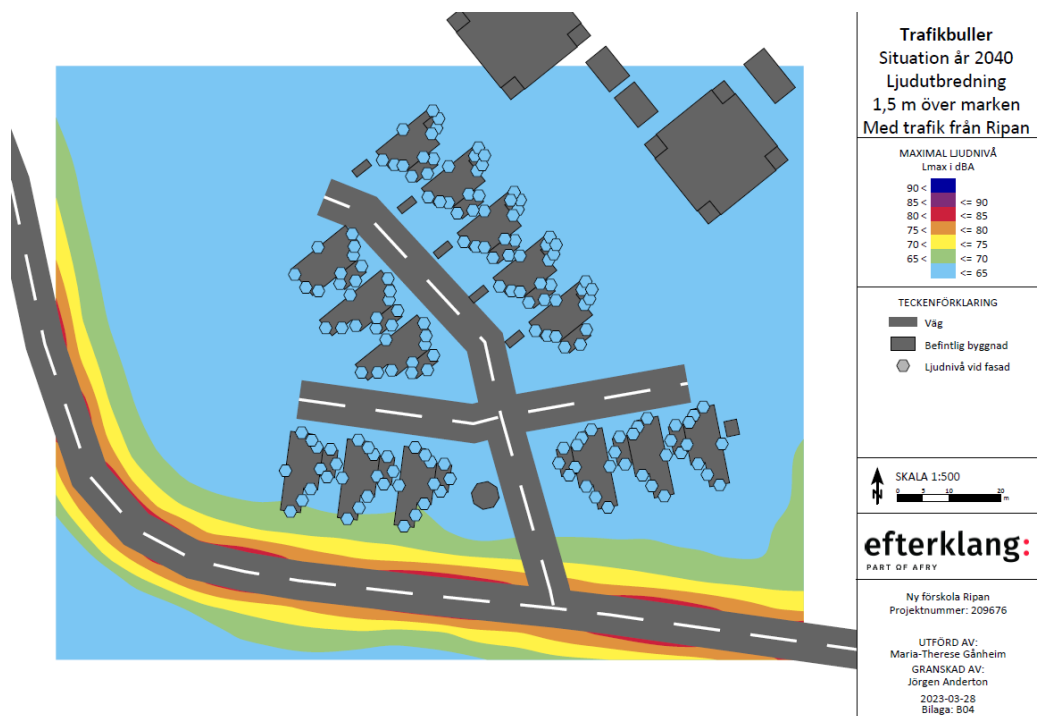 Trafikbuller
Situation år 2040
Ljudutbredning
1,5 m över marken
Med trafik från Ripan
MAXIMAL LJUDNIVÅ
Lmax i dBA
90 <
85 < <= 90
80 < <= 85
75 < <= 80
70 < <= 75
65 < <= 70
<= 65
TECKENFÖRKLARING
Väg
Befintlig byggnad
Ljudnivå vid fasad
N
SKALA 1:500
0 5 10 20
m
efterklang:
PART OF AFRY
Ny förskola Ripan
Projektnummer: 209676
UTFÖRD AV:
Maria-Therese Gånheim
GRANSKAD AV:
Jörgen Anderton
2023-03-28
Bilaga: B04